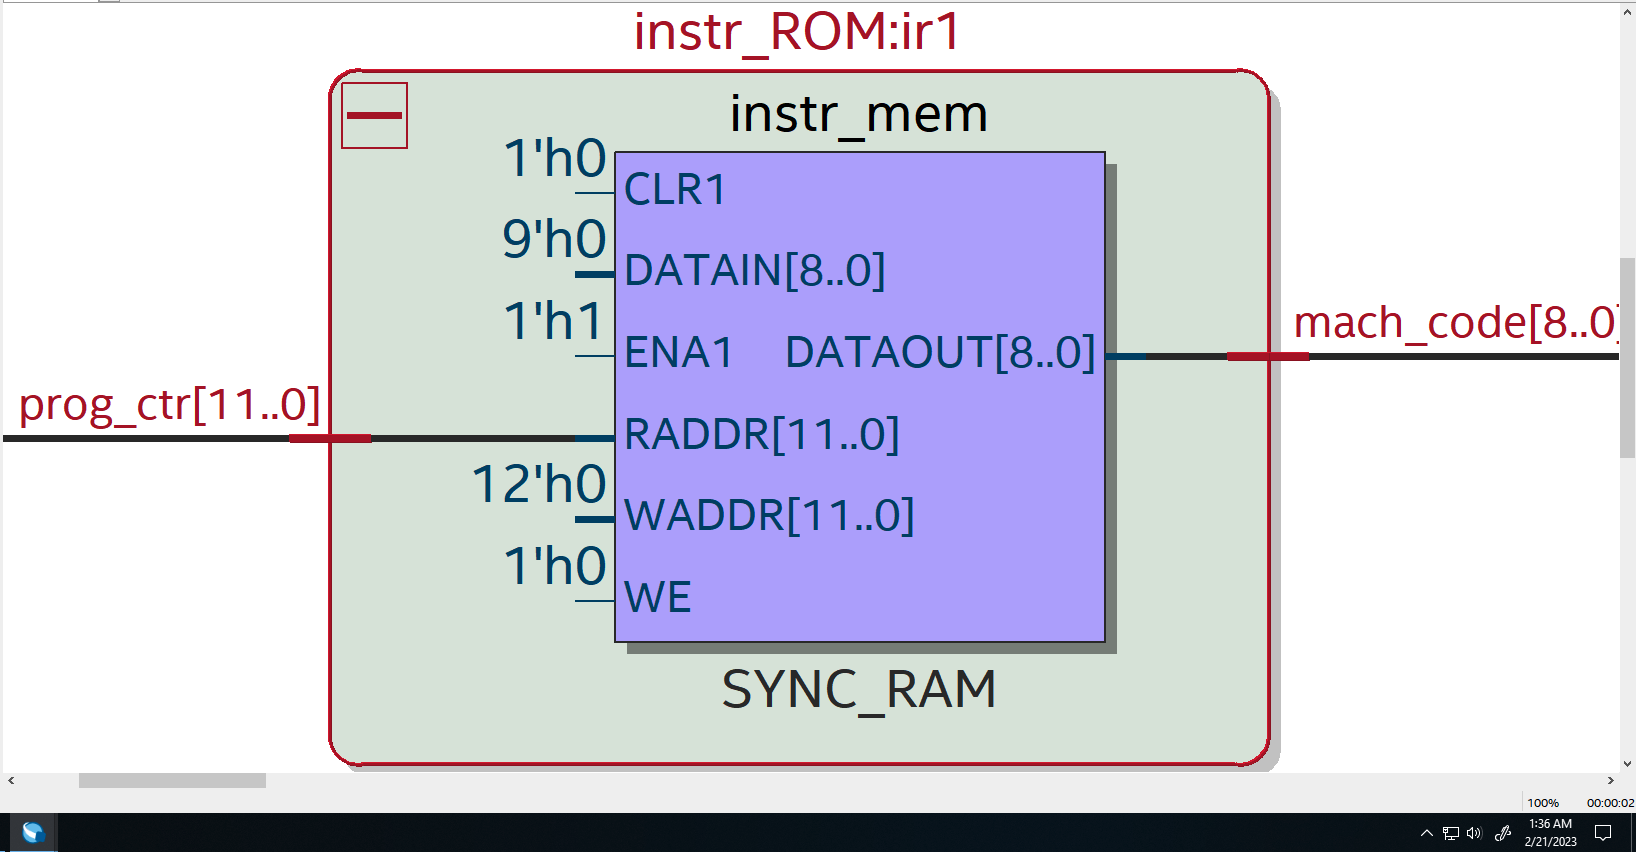 instr_ROM:ir1
instr_mem
1'h0
CLR1
9'h0
DATAIN[8..0]
1'h1
ENA1
DATAOUT[8..0]
mach_code[8..0]
prog_ctr[11..0]
RADDR[11..0]
12'h0
WADDR[11..0]
1'h0
WE
SYNC_RAM
100%
00:00:02
1:36 AM
2/21/2023